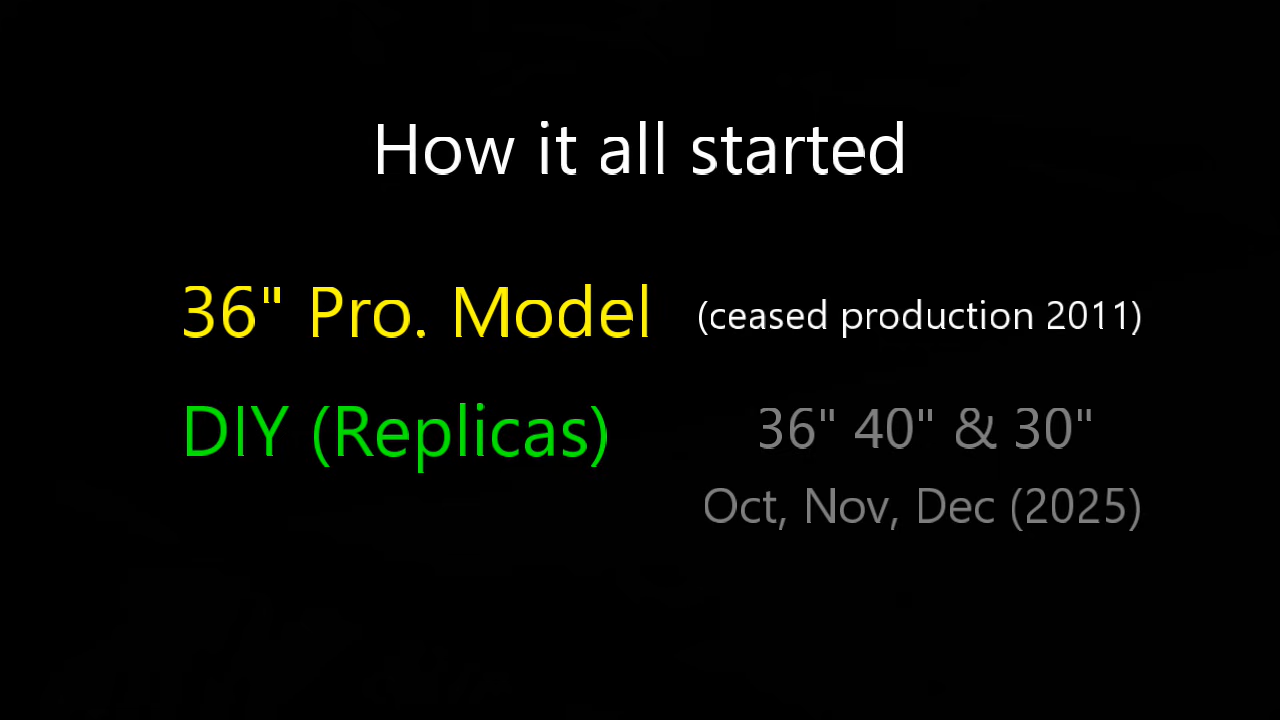 How it all started
36" Pro. Model (ceased production 2011)
DIY (Replicas) 36" 40" & 30"
Oct, Nov, Dec (2025)